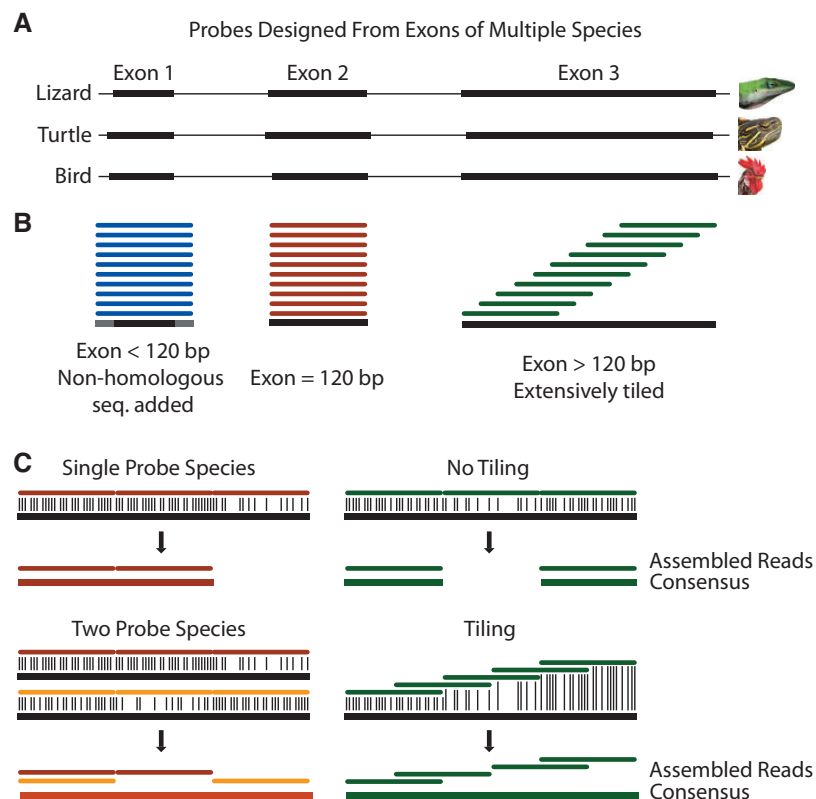 A
Probes Designed From Exons of Multiple Species
Exon 1 Exon 2 Exon 3
Lizard
Turtle
Bird
B
Exon < 120 bp
Non-homologous
seq. added
Exon = 120 bp
Exon > 120 bp
Extensively tiled
C
Single Probe Species
No Tiling
Assembled Reads
Consensus
Two Probe Species
Tiling
Assembled Reads
Consensus